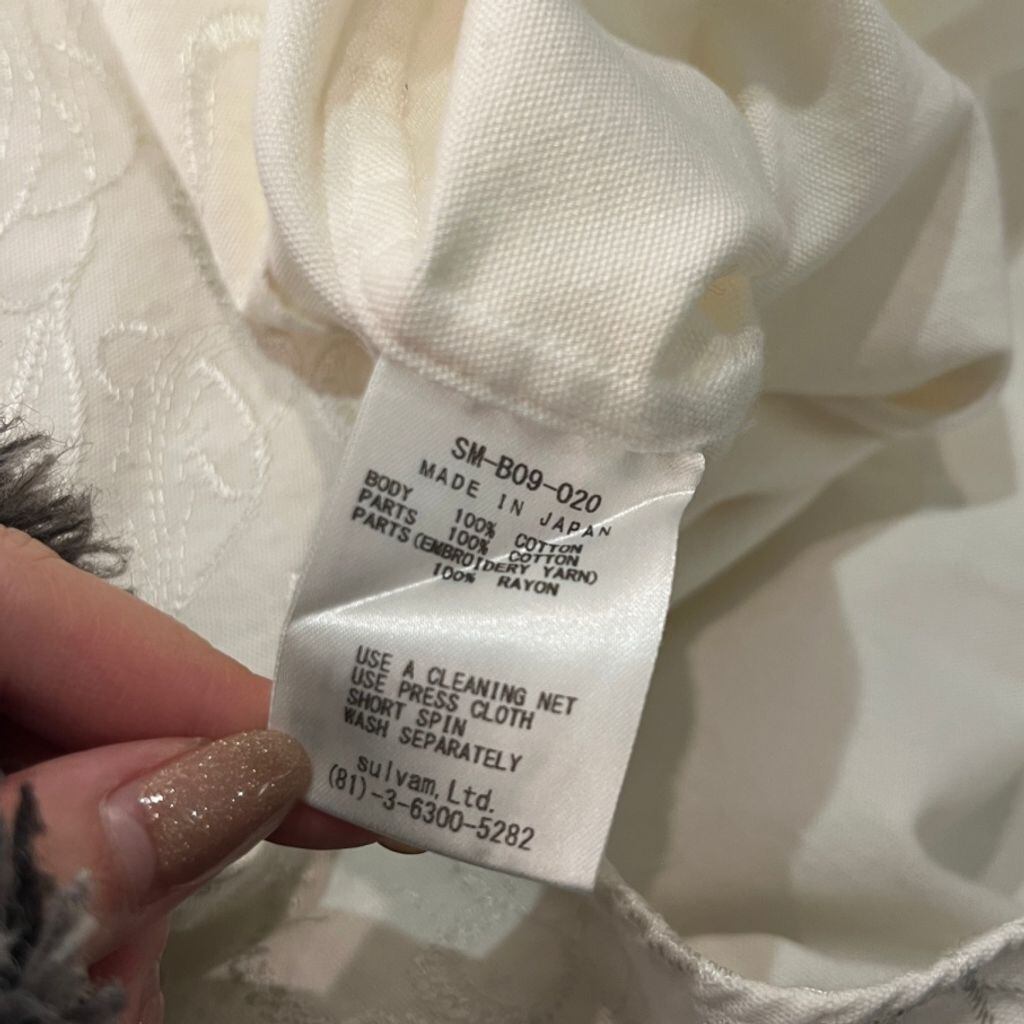 SM-B09-020
MADE IN JAPAN
BODY 100% COTTON
PARTS 100% COTTON
PARTS(EMBROIDERY YARN)
100% RAYON
USE A CLEANING NET
USE PRESS CLOTH
SHORT SPIN
WASH SEPARATELY
sulvam,Ltd.
(81)-3-6300-5282